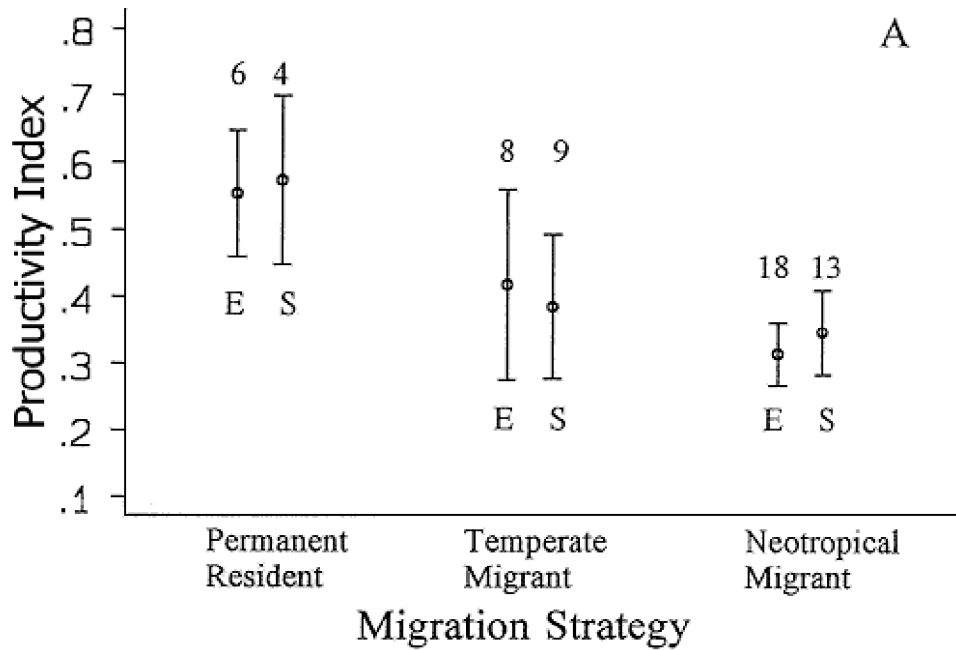 A
Productivity Index
.8
.7
.6
.5
.4
.3
.2
.1
6 4
E S
8 9
E S
18 13
E S
Permanent
Resident
Temperate
Migrant
Neotropical
Migrant
Migration Strategy